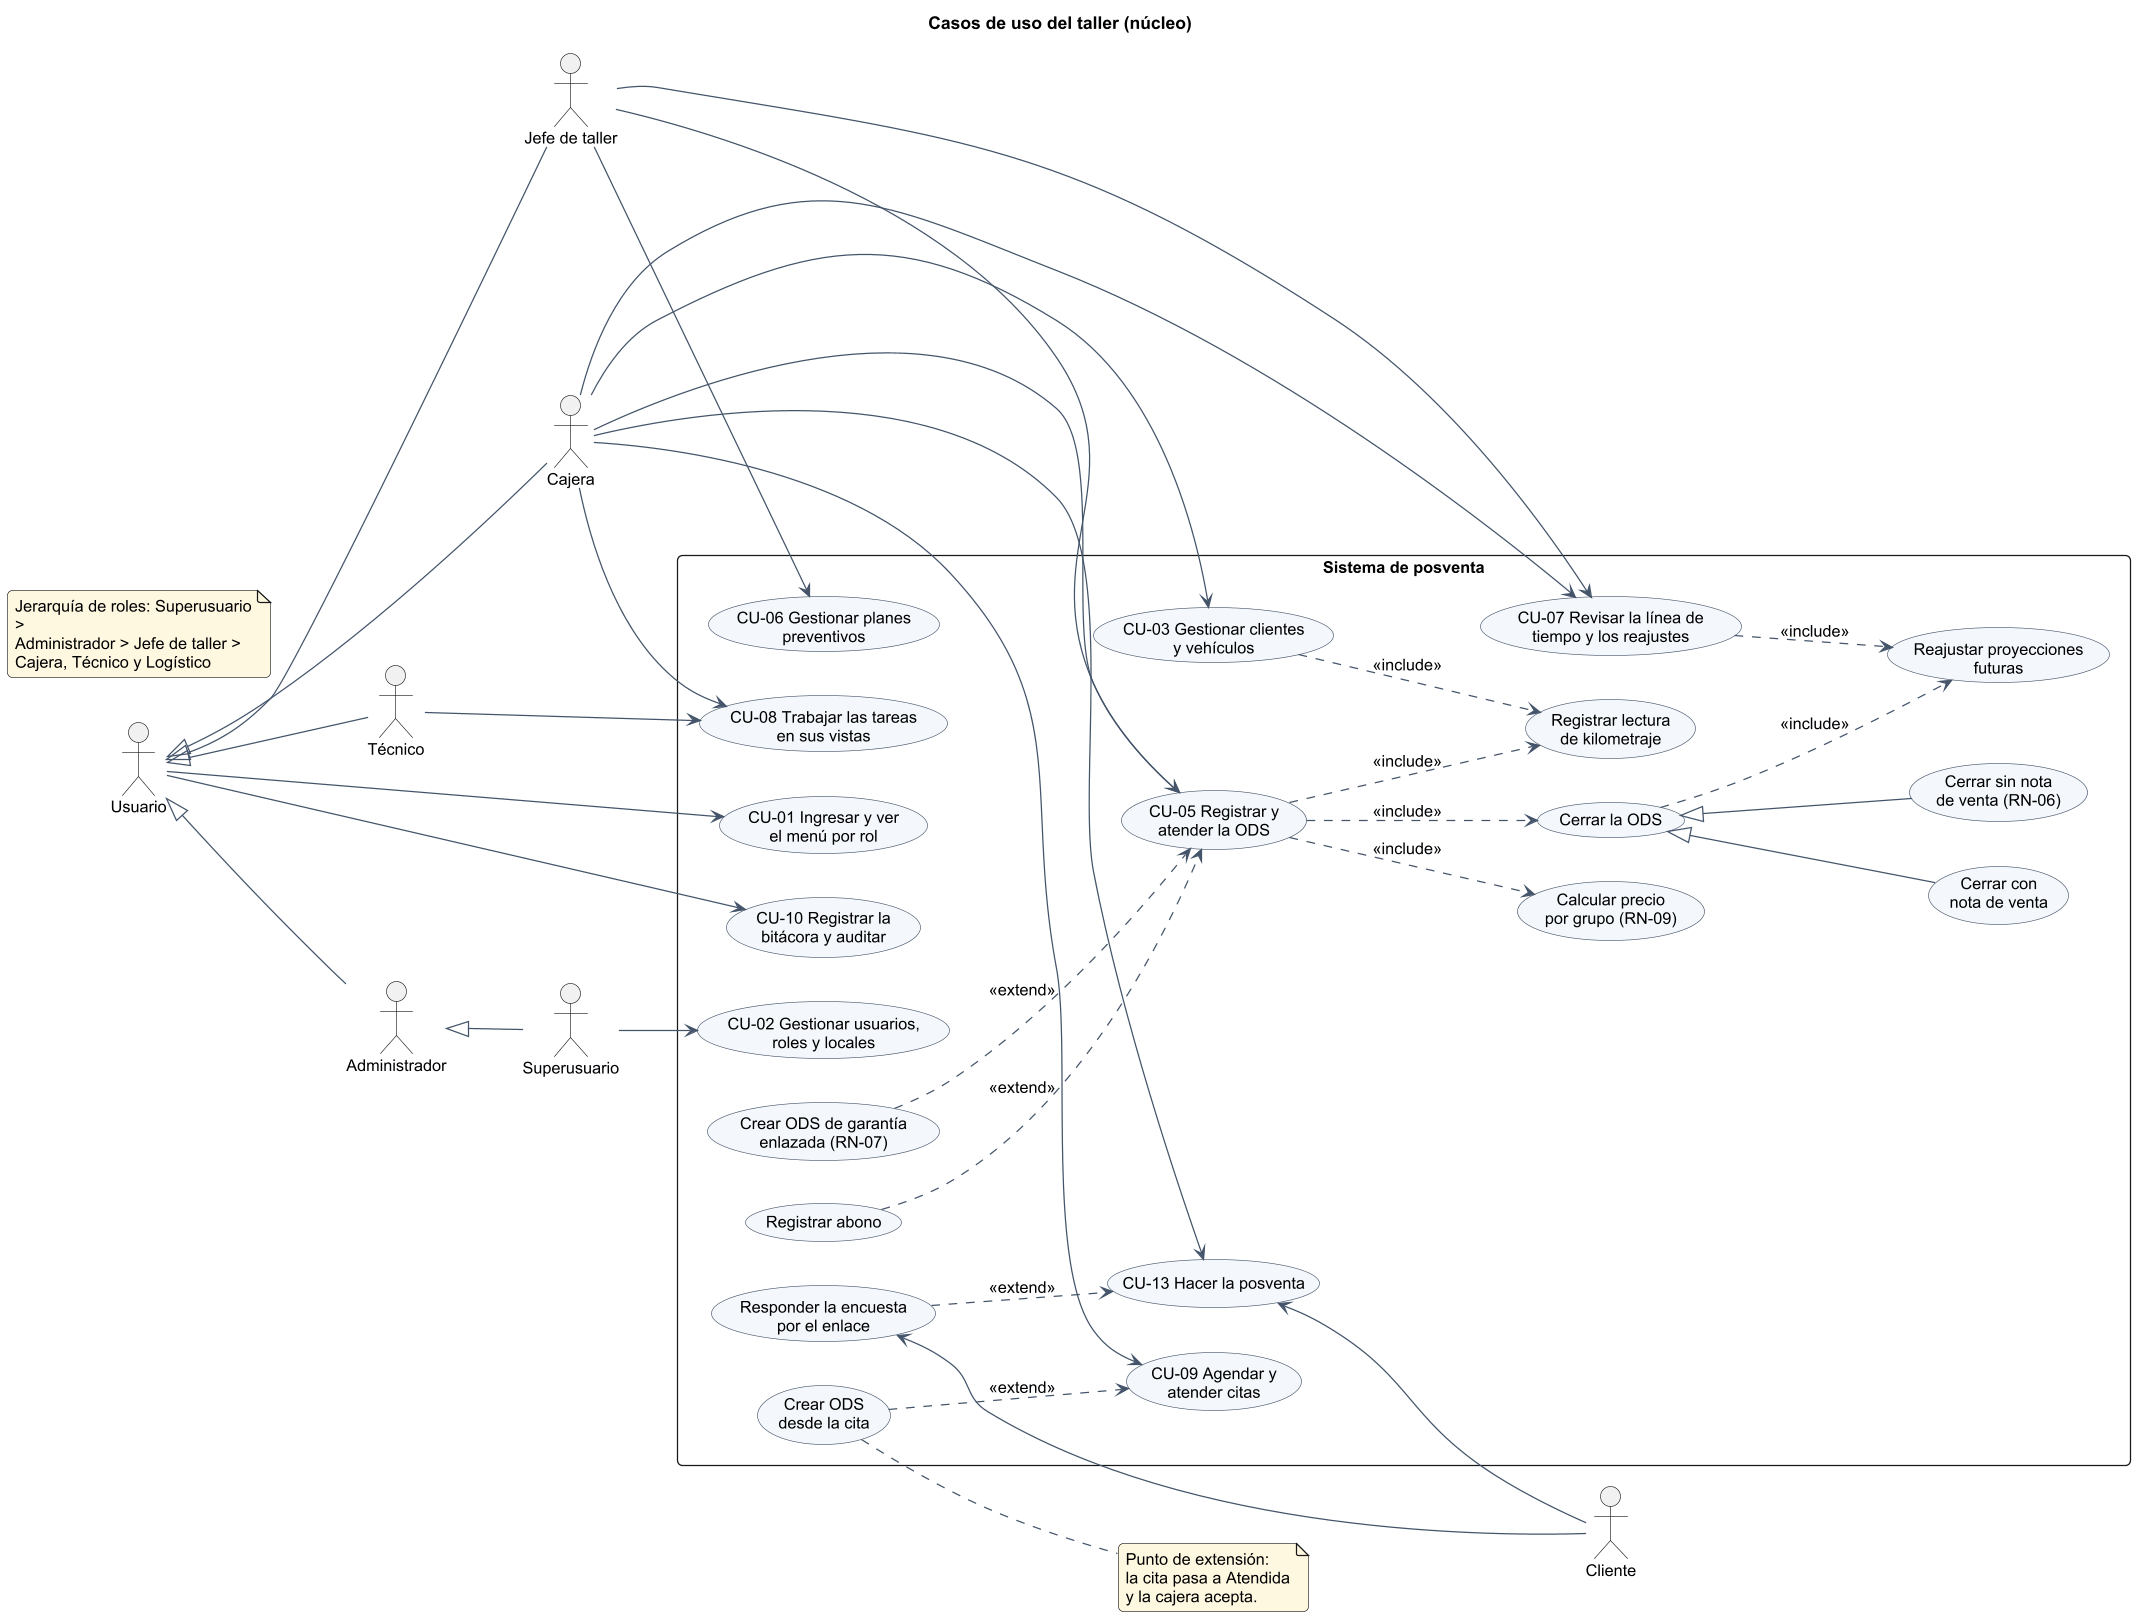 Casos de uso del taller (núcleo)
Jefe de taller
Cajera
Jerarquía de roles: Superusuario
>
Administrador > Jefe de taller >
Cajera, Técnico y Logístico
Técnico
Usuario
Administrador
Superusuario
Sistema de posventa
CU-06 Gestionar planes
preventivos
CU-03 Gestionar clientes
y vehículos
CU-07 Revisar la línea de
tiempo y los reajustes
«include»
Reajustar proyecciones
futuras
«include»
CU-08 Trabajar las tareas
en sus vistas
Registrar lectura
de kilometraje
«include»
«include»
CU-01 Ingresar y ver
el menú por rol
CU-05 Registrar y
atender la ODS
«include»
Cerrar la ODS
Cerrar sin nota
de venta (RN-06)
«include»
CU-10 Registrar la
bitácora y auditar
Calcular precio
por grupo (RN-09)
Cerrar con
nota de venta
«extend»
CU-02 Gestionar usuarios,
roles y locales
«extend»
Crear ODS de garantía
enlazada (RN-07)
Registrar abono
Responder la encuesta
por el enlace
«extend»
CU-13 Hacer la posventa
«extend»
CU-09 Agendar y
atender citas
Crear ODS
desde la cita
Punto de extensión:
la cita pasa a Atendida
y la cajera acepta.
Cliente